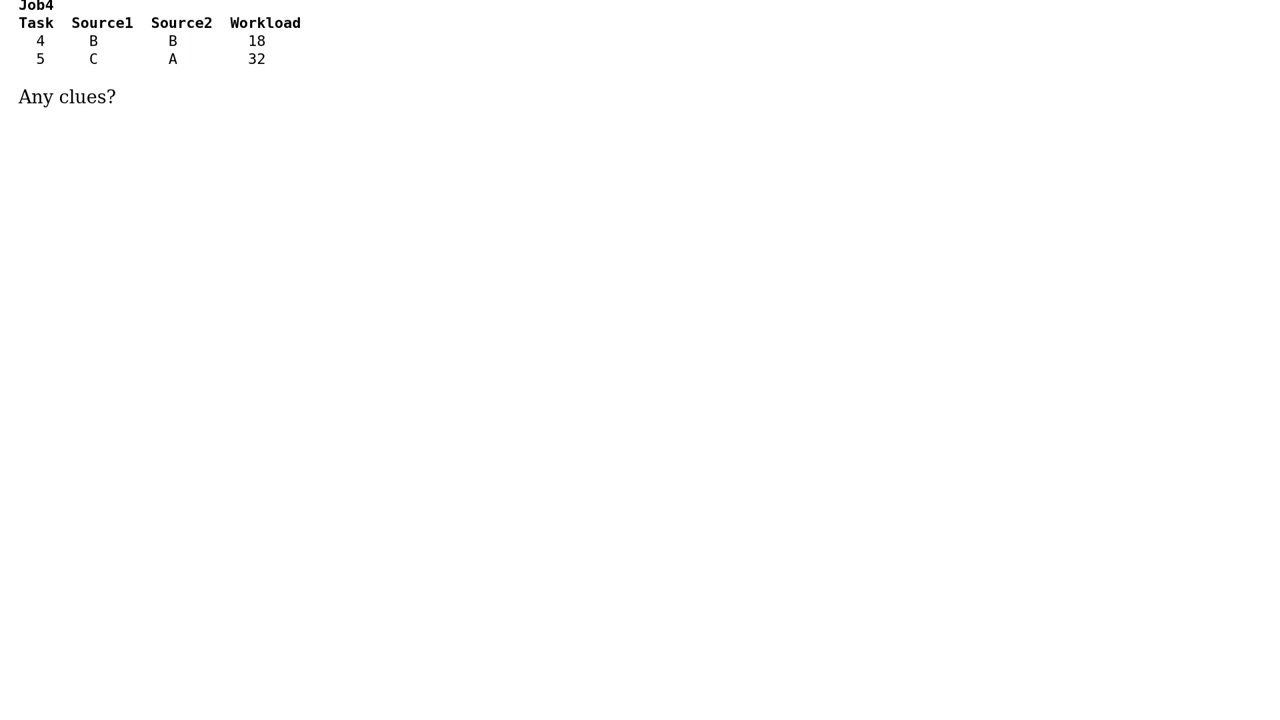 Job4
Task  Source1  Source2  Workload
  4     B        B        18
  5     C        A        32
Any clues?